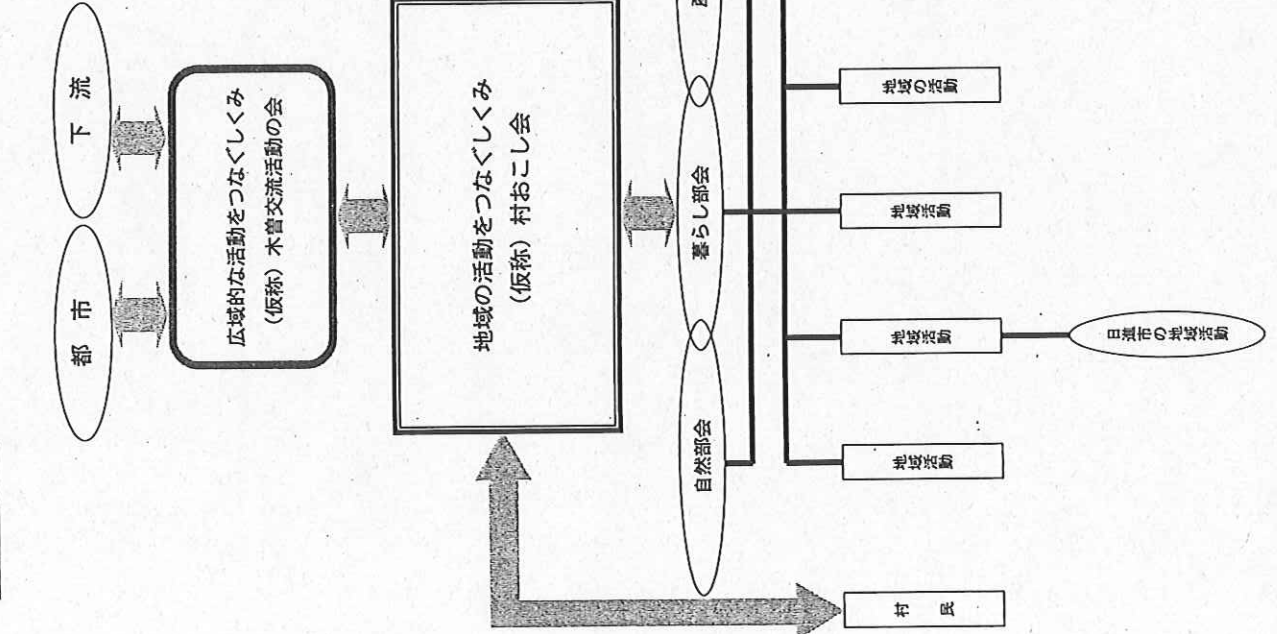 都 市
下 流
広域的な活動をつなぐしくみ
（仮称）木曽交流活動の会
地域の活動をつなぐしくみ
（仮称）村おこし会
自然部会
暮らし部会
村 民
地域活動
地域活動
地域活動
地域の活動
日進市の地域活動